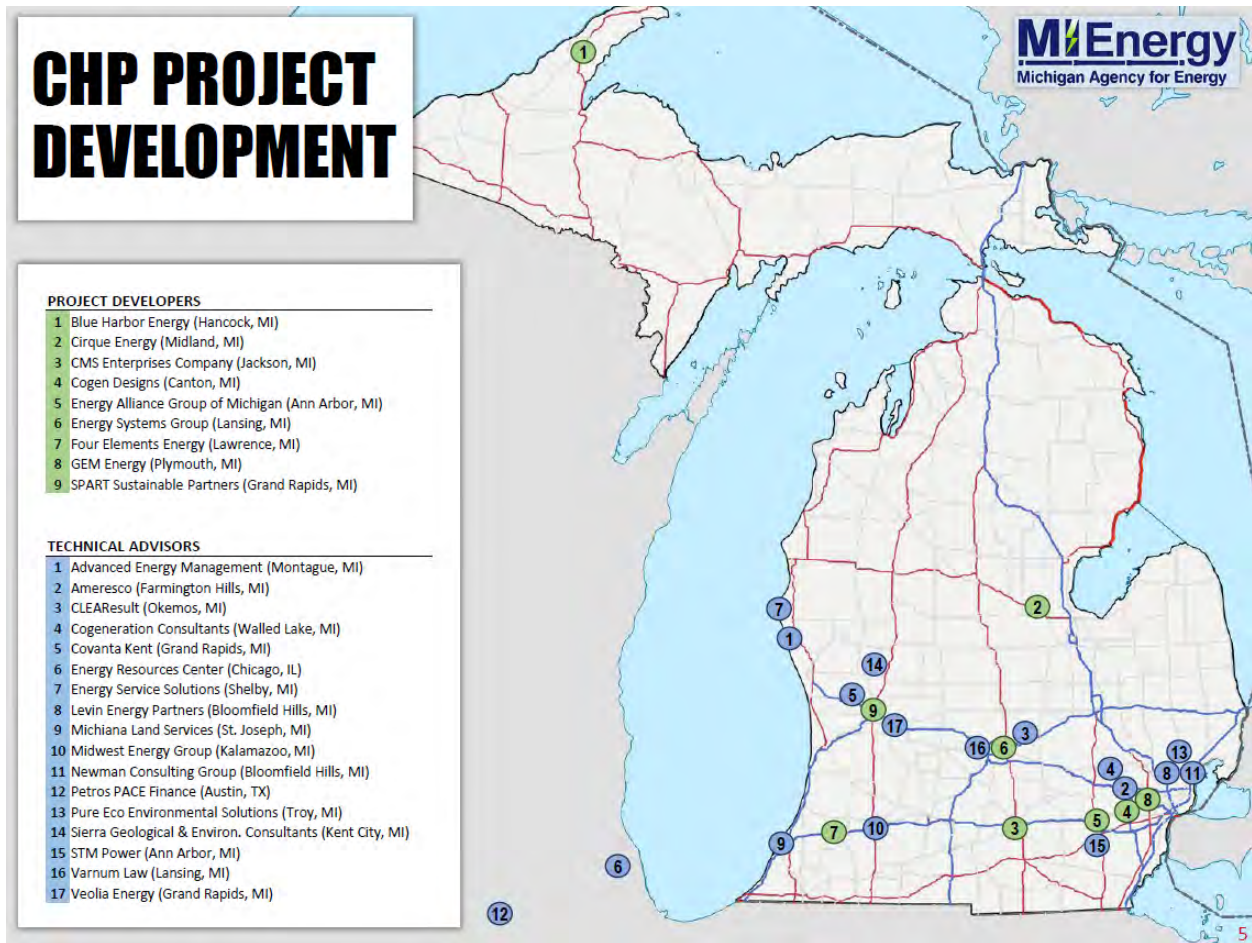 CHP PROJECT
DEVELOPMENT
MI Energy
Michigan Agency for Energy
PROJECT DEVELOPERS
1 Blue Harbor Energy (Hancock, MI)
2 Cirque Energy (Midland, MI)
3 CMS Enterprises Company (Jackson, MI)
4 Cogen Designs (Canton, MI)
5 Energy Alliance Group of Michigan (Ann Arbor, MI)
6 Energy Systems Group (Lansing, MI)
7 Four Elements Energy (Lawrence, MI)
8 GEM Energy (Plymouth, MI)
9 SPART Sustainable Partners (Grand Rapids, MI)
TECHNICAL ADVISORS
1 Advanced Energy Management (Montague, MI)
2 Ameresco (Farmington Hills, MI)
3 CLEAResult (Okemos, MI)
4 Cogeneration Consultants (Walled Lake, MI)
5 Covanta Kent (Grand Rapids, MI)
6 Energy Resources Center (Chicago, IL)
7 Energy Service Solutions (Shelby, MI)
8 Levin Energy Partners (Bloomfield Hills, MI)
9 Michiana Land Services (St. Joseph, MI)
10 Midwest Energy Group (Kalamazoo, MI)
11 Newman Consulting Group (Bloomfield Hills, MI)
12 Petros PACE Finance (Austin, TX)
13 Pure Eco Environmental Solutions (Troy, MI)
14 Sierra Geological & Environ. Consultants (Kent City, MI)
15 STM Power (Ann Arbor, MI)
16 Varnum Law (Lansing, MI)
17 Veolia Energy (Grand Rapids, MI)
1
2
7
1
14
5
9
17
3
16
6
13
4
8
11
2
8
4
5
7
10
3
9
15
6
12
5